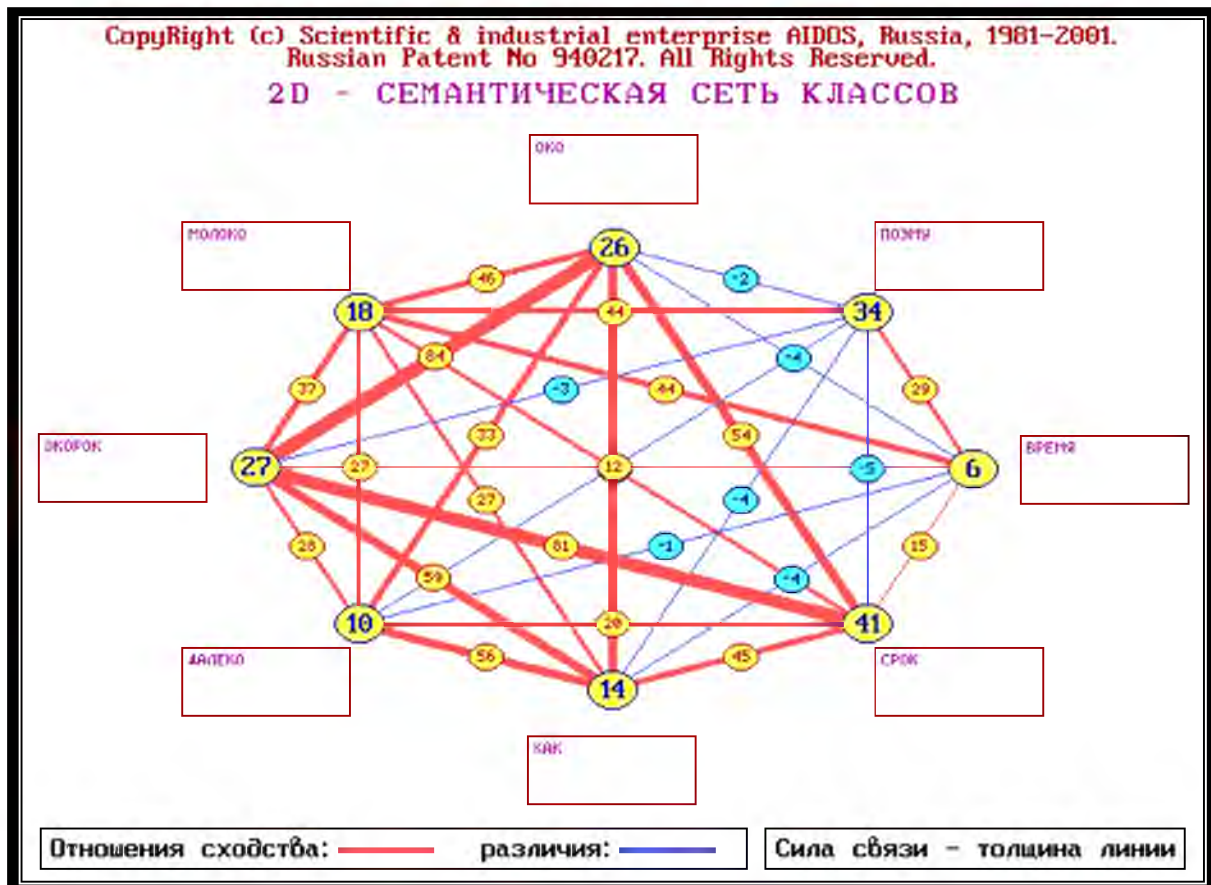 CopyRight (c) Scientific & industrial enterprise AIDOS, Russia, 1981-2001.
Russian Patent No 940217. All Rights Reserved.
2D - СЕМАНТИЧЕСКАЯ СЕТЬ КЛАССОВ
ОКО
МОЛОКО
ПОЭМУ
26
46
-2
18
44
34
84
-4
37
-3
44
29
33
54
ОКОРОК
ВРЕМЯ
27
27
12
-5
6
27
-4
28
81
-1
15
59
-4
10
20
41
56
45
ДАЛЕКО
СРОК
14
КАК
Отношения сходства: различия:
Сила связи - толщина линии